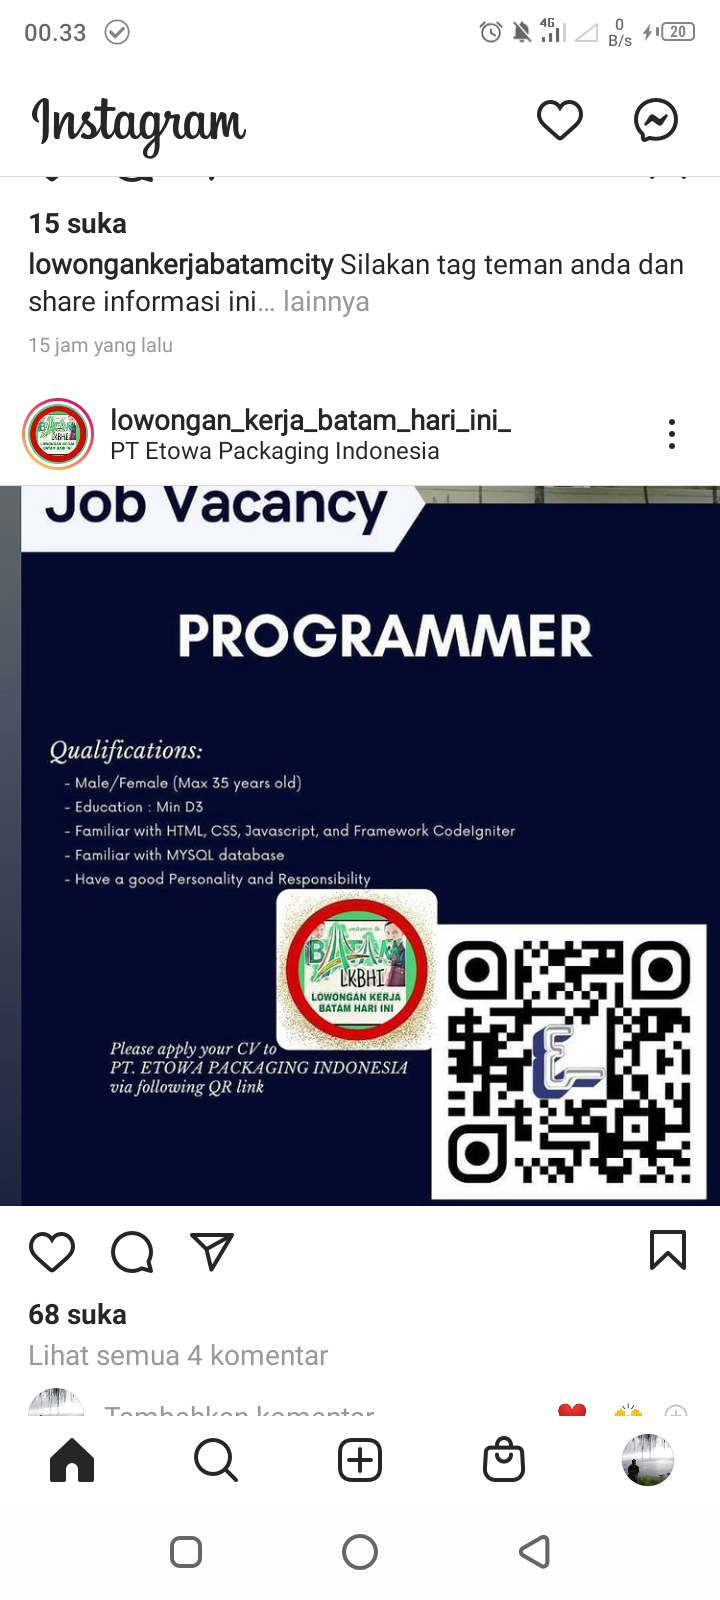 00.33
4G
0
B/s
20
Instagram
15 suka
lowongankerjabatamcity Silakan tag teman anda dan
share informasi ini... lainnya
15 jam yang lalu
lowongan_kerja_batam_hari_ini_
PT Etowa Packaging Indonesia
Job Vacancy
PROGRAMMER
Qualifications:
- Male/Female (Max 35 years old)
- Education : Min D3
- Familiar with HTML, CSS, Javascript, and Framework CodeIgniter
- Familiar with MYSQL database
- Have a good Personality and Responsibility
BATAM
LKBHI
LOWONGAN KERJA
BATAM HARI INI
Please apply your CV to
PT. ETOWA PACKAGING INDONESIA
via following QR link
E
68 suka
Lihat semua 4 komentar
Tambahkan komentar